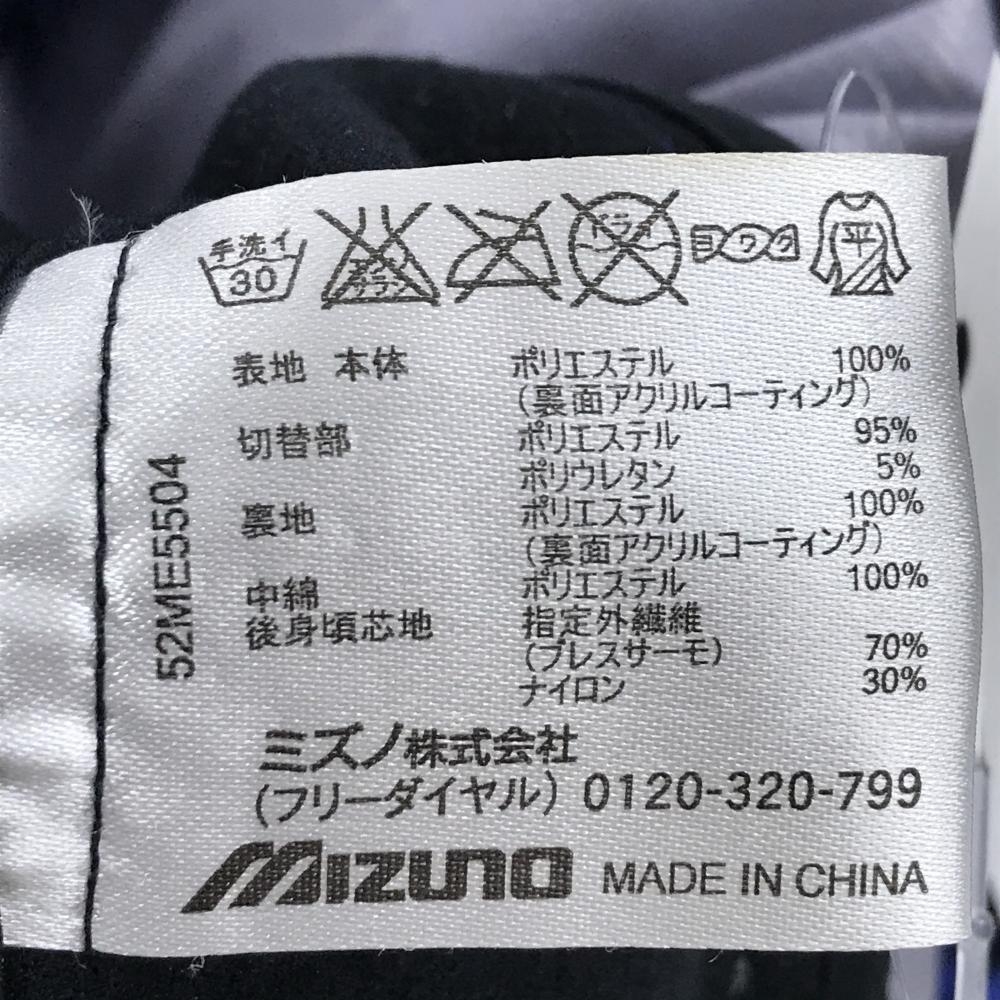 手洗イ
30
ヨワク
平
表地 本体 ポリエステル 100%
(裏面アクリルコーティング)
切替部 ポリエステル 95%
ポリウレタン 5%
裏地 ポリエステル 100%
(裏面アクリルコーティング)
中綿 ポリエステル 100%
後身頃芯地 指定外繊維
(ブレスサーモ) 70%
ナイロン 30%
ミズノ株式会社
(フリーダイヤル) 0120-320-799
MIZUNO MADE IN CHINA
52ME5504